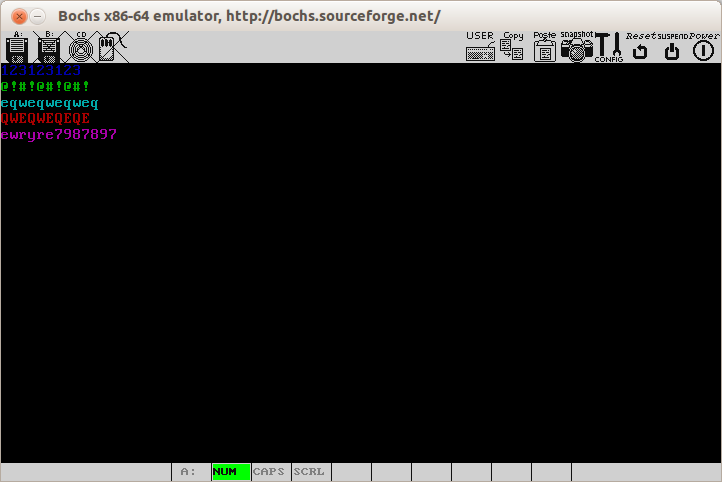 Bochs x86-64 emulator, http://bochs.sourceforge.net/
A: B: CD USER Copy Paste snapshot CONFIG Reset SUSPEND Power
123123123
@!#!@#!@#!
eqweqweqweq
QWEQWEQEQE
ewryre7987897
A: NUM CAPS SCRL